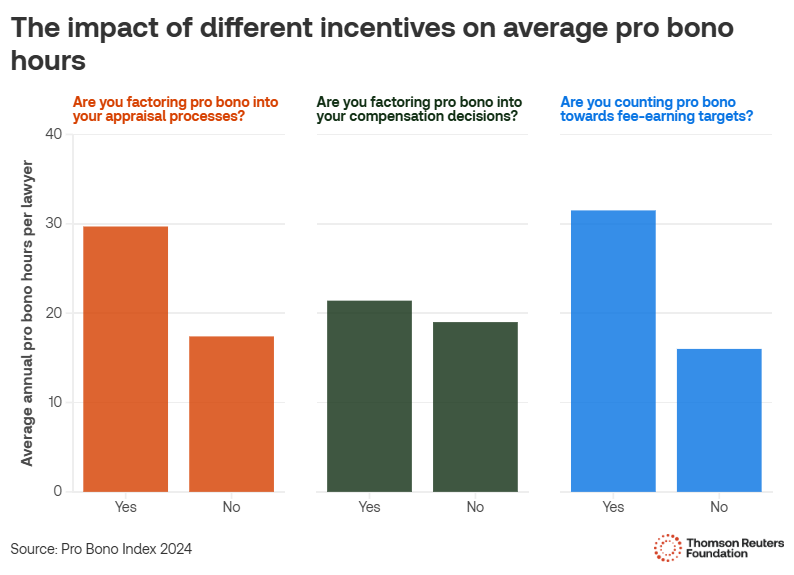 The impact of different incentives on average pro bono
hours
Are you factoring pro bono into
your appraisal processes?
Are you factoring pro bono into
your compensation decisions?
Are you counting pro bono
towards fee-earning targets?
Average annual pro bono hours per lawyer
40
30
20
10
0
Yes
No
Yes
No
Yes
No
Source: Pro Bono Index 2024
Thomson Reuters
Foundation